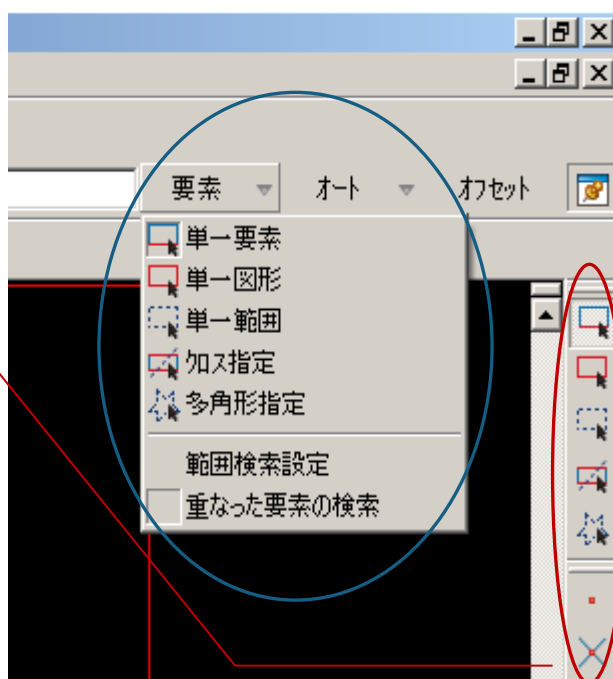 要素 オート オフセット
単一要素
単一図形
単一範囲
クロス指定
多角形指定
範囲検索設定
重なった要素の検索